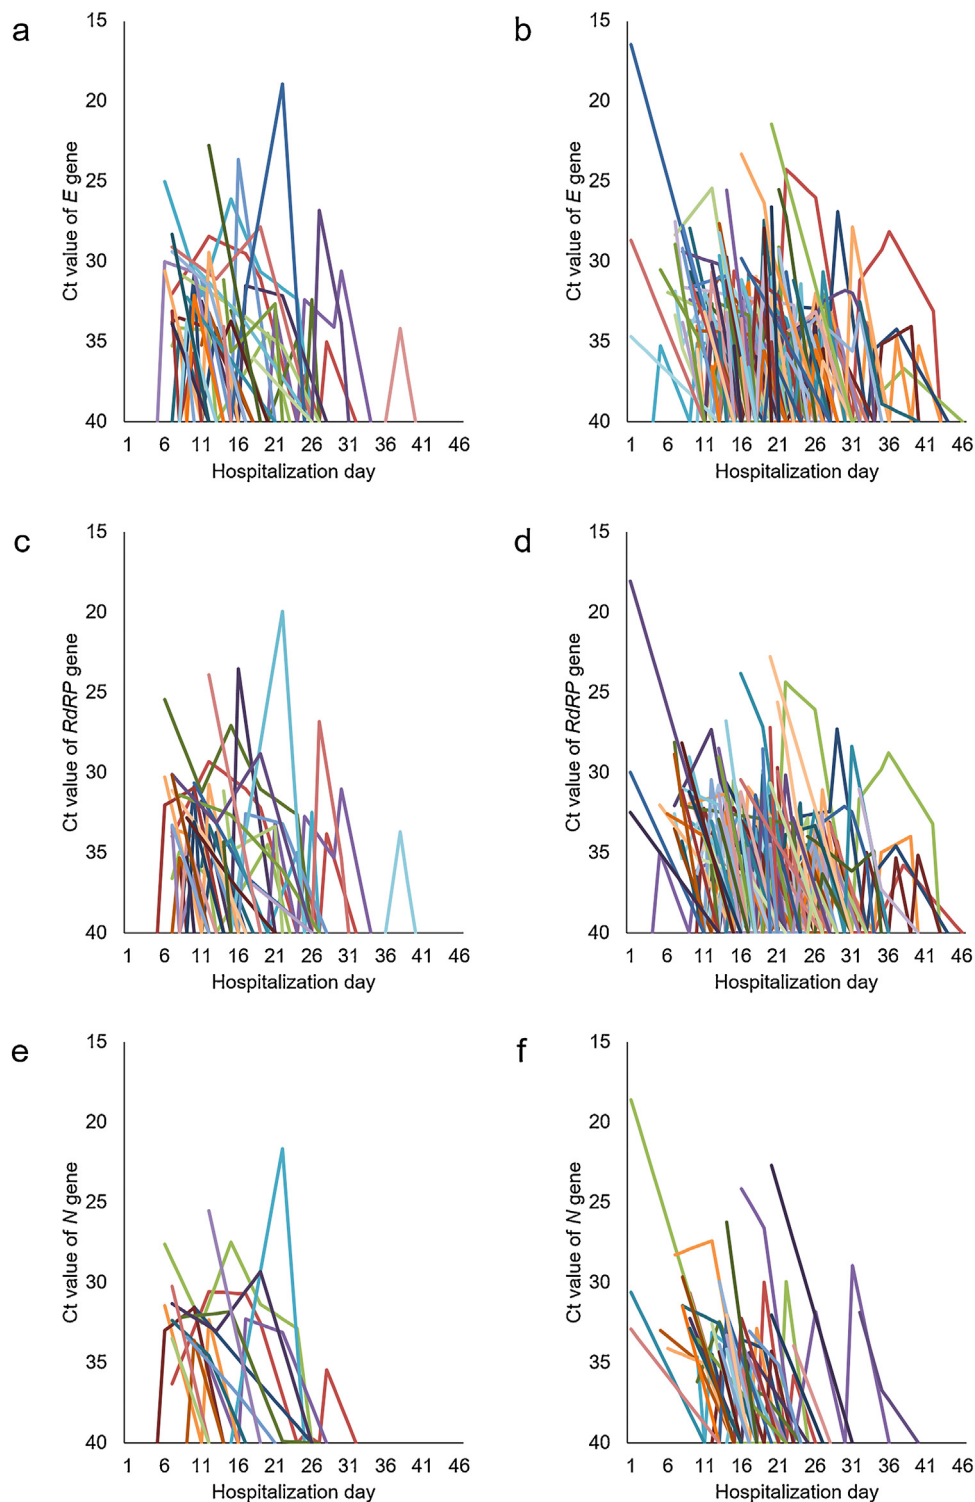 a
15
20
25
30
35
40
Ct value of E gene
1 6 11 16 21 26 31 36 41 46
Hospitalization day
b
15
20
25
30
35
40
Ct value of E gene
1 6 11 16 21 26 31 36 41 46
Hospitalization day
c
15
20
25
30
35
40
Ct value of RdRP gene
1 6 11 16 21 26 31 36 41 46
Hospitalization day
d
15
20
25
30
35
40
Ct value of RdRP gene
1 6 11 16 21 26 31 36 41 46
Hospitalization day
e
15
20
25
30
35
40
Ct value of N gene
1 6 11 16 21 26 31 36 41 46
Hospitalization day
f
15
20
25
30
35
40
Ct value of N gene
1 6 11 16 21 26 31 36 41 46
Hospitalization day